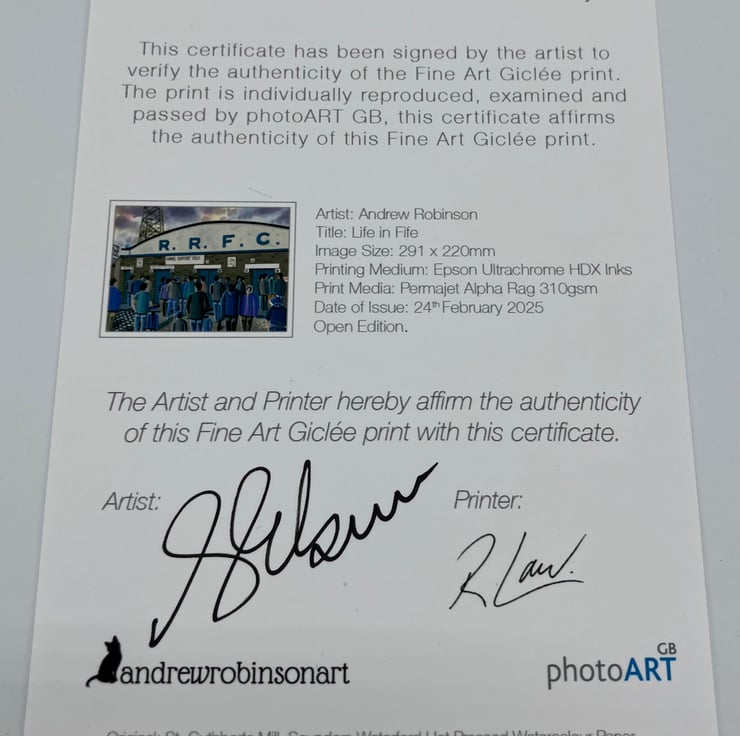 This certificate has been signed by the artist to
verify the authenticity of the Fine Art Giclée print.
The print is individually reproduced, examined and
passed by photoART GB, this certificate affirms
the authenticity of this Fine Art Giclée print.
R. R. F. C.
Artist: Andrew Robinson
Title: Life in Fife
Image Size: 291 x 220mm
Printing Medium: Epson Ultrachrome HDX Inks
Print Media: Permajet Alpha Rag 310gsm
Date of Issue: 24th February 2025
Open Edition.
The Artist and Printer hereby affirm the authenticity
of this Fine Art Giclée print with this certificate.
Artist: Printer:
R. Law.
andrewrobinsonart
photoART GB